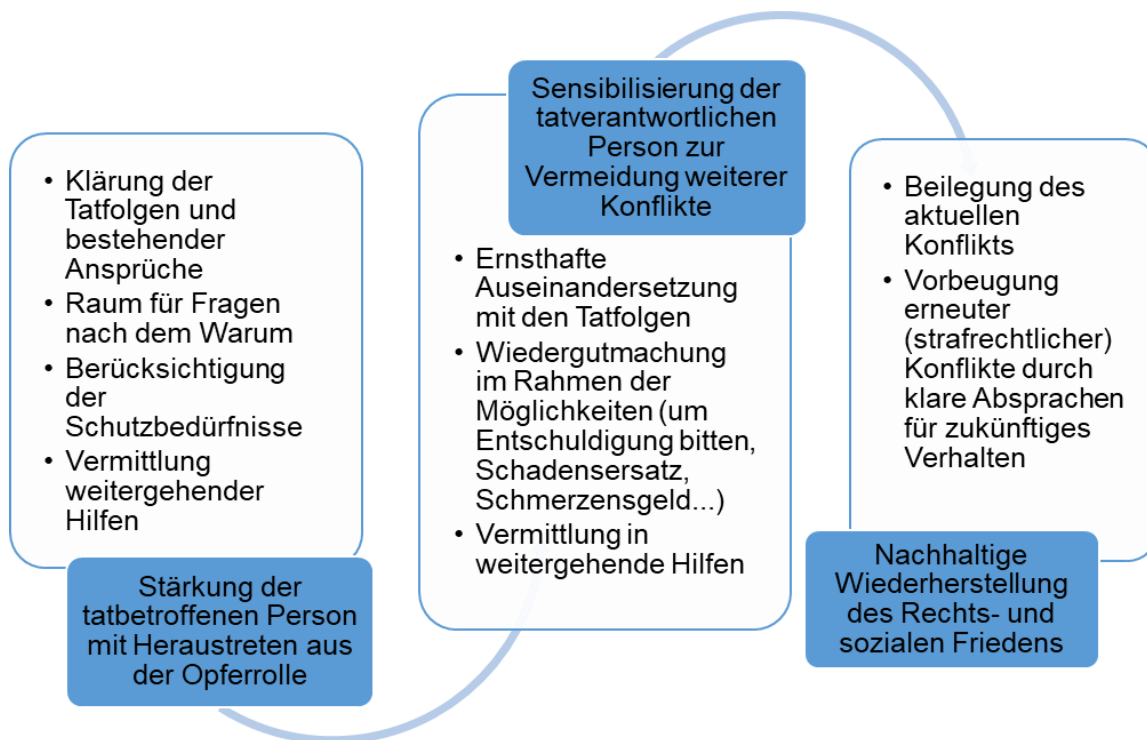 • Klärung der
Tatfolgen und
bestehender
Ansprüche
• Raum für Fragen
nach dem Warum
• Berücksichtigung
der
Schutzbedürfnisse
• Vermittlung
weitergehender
Hilfen
Stärkung der
tatbetroffenen Person
mit Heraustreten aus
der Opferrolle
Sensibilisierung der
tatverantwortlichen
Person zur
Vermeidung weiterer
Konflikte
• Ernsthafte
Auseinandersetzung
mit den Tatfolgen
• Wiedergutmachung
im Rahmen der
Möglichkeiten (um
Entschuldigung bitten,
Schadensersatz,
Schmerzensgeld...)
• Vermittlung in
weitergehende Hilfen
• Beilegung des
aktuellen
Konflikts
• Vorbeugung
erneuter
(strafrechtlicher)
Konflikte durch
klare Absprachen
für zukünftiges
Verhalten
Nachhaltige
Wiederherstellung
des Rechts- und
sozialen Friedens